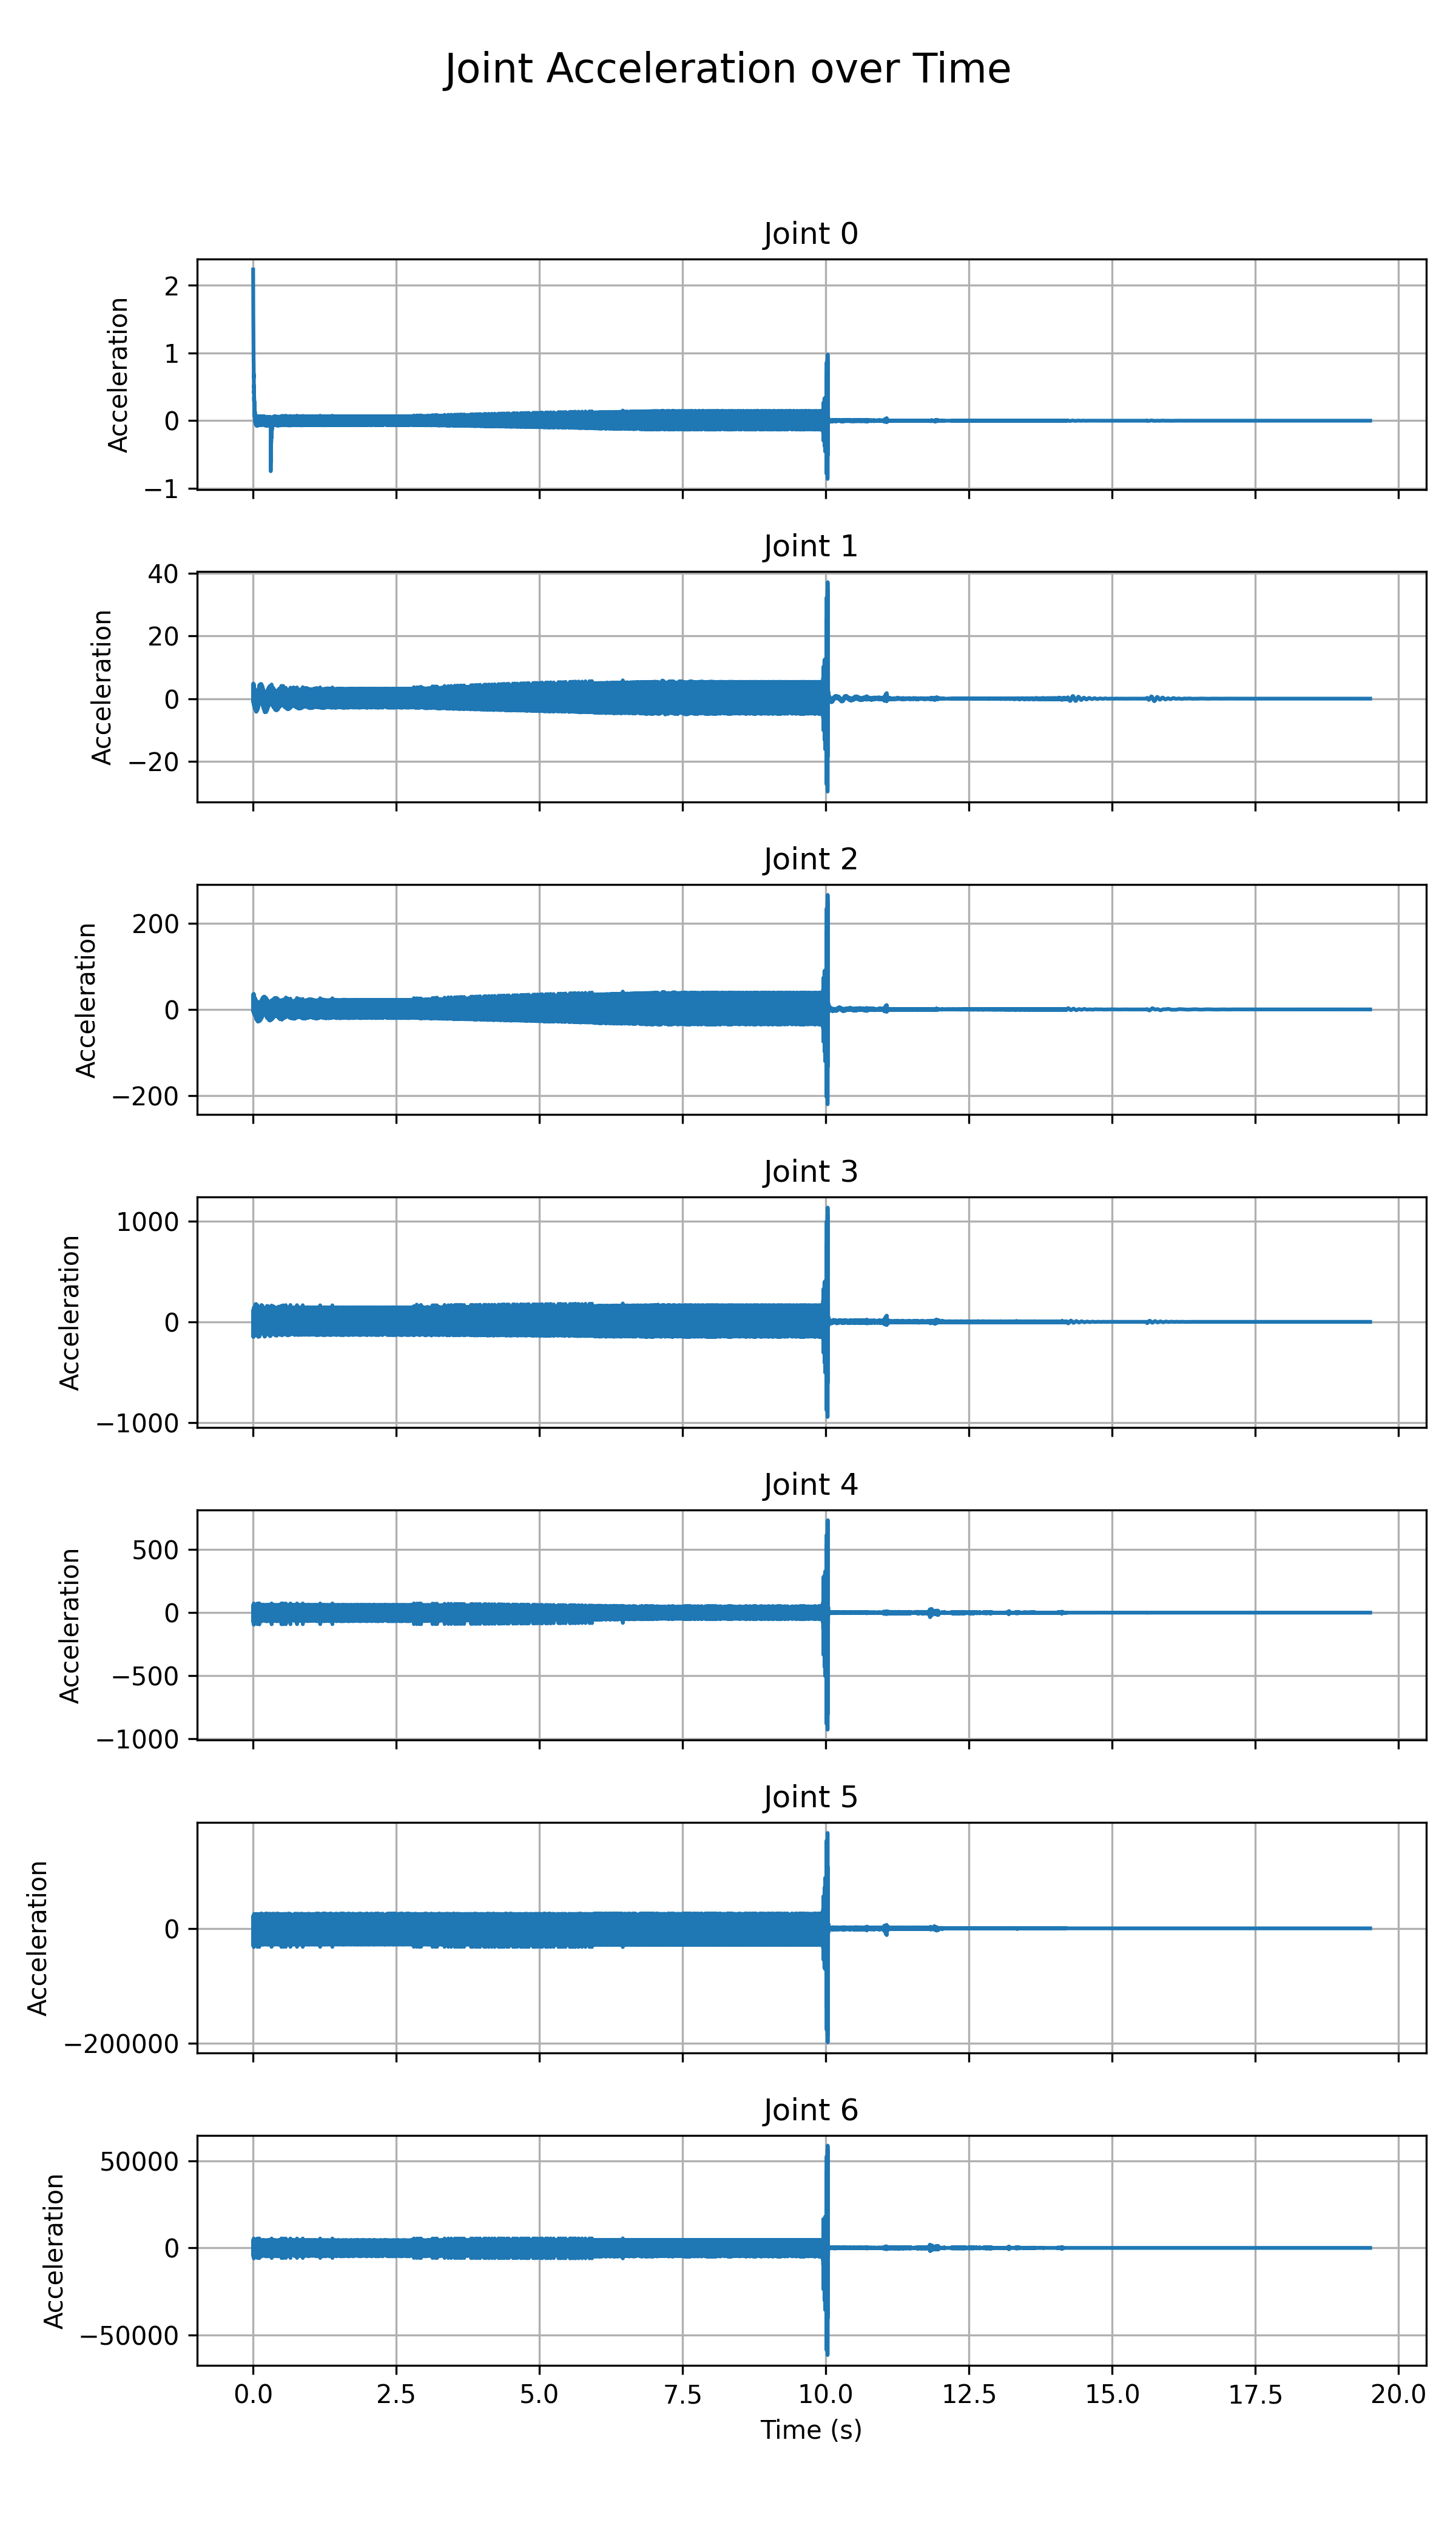 Joint Acceleration over Time
Joint 0
Acceleration
2
1
0
−1
Joint 1
Acceleration
40
20
0
−20
Joint 2
Acceleration
200
0
−200
Joint 3
Acceleration
1000
0
−1000
Joint 4
Acceleration
500
0
−500
−1000
Joint 5
Acceleration
0
−200000
Joint 6
Acceleration
50000
0
−50000
0.0 2.5 5.0 7.5 10.0 12.5 15.0 17.5 20.0
Time (s)